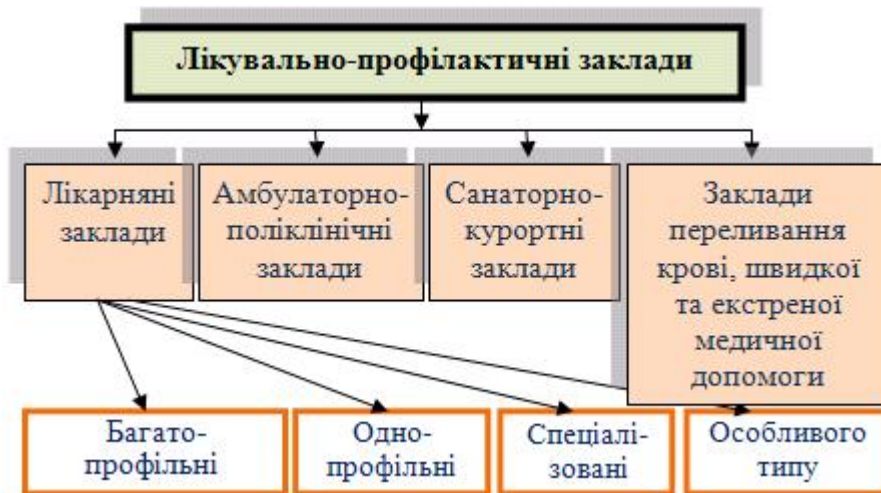 Лікувально-профілактичні заклади
Лікарняні
заклади
Амбулаторно-
поліклінічні
заклади
Санаторно-
курортні
заклади
Заклади
переливання
крові, швидкої
та екстреної
медичної
допомоги
Багато-
профільні
Одно-
профільні
Спеціалі-
зовані
Особливого
типу